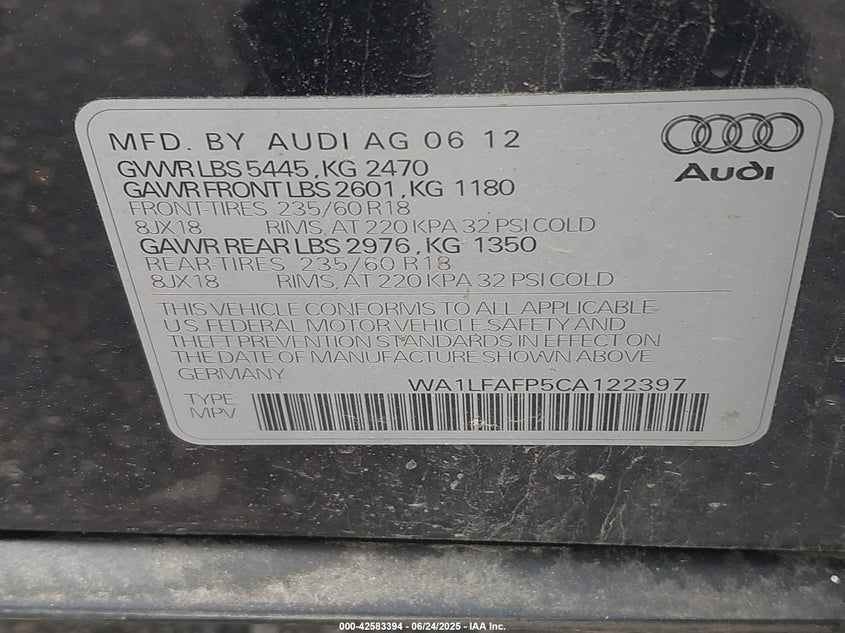 MFD. BY AUDI AG 06 12
Audi
GVWR LBS 5445, KG 2470
GAWR FRONT LBS 2601, KG 1180
FRONT-TIRES 235/60 R18
8JX18 RIMS, AT 220 KPA 32 PSI COLD
GAWR REAR LBS 2976, KG 1350
REAR-TIRES 235/60 R18
8JX18 RIMS, AT 220 KPA 32 PSI COLD
THIS VEHICLE CONFORMS TO ALL APPLICABLE
U.S. FEDERAL MOTOR VEHICLE SAFETY AND
THEFT PREVENTION STANDARDS IN EFFECT ON
THE DATE OF MANUFACTURE SHOWN ABOVE.
GERMANY
WA1LFAFP5CA122397
TYPE
MPV
000-42583394 - 06/24/2025 - IAA Inc.